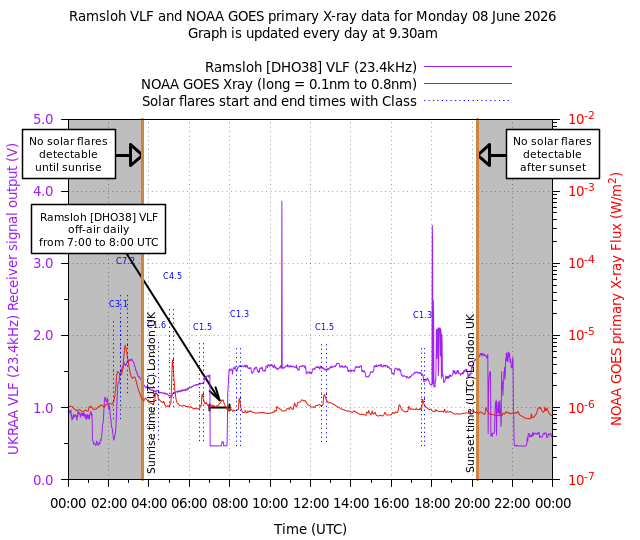 Ramsloh VLF and NOAA GOES primary X-ray data for Monday 08 June 2026
Graph is updated every day at 9.30am
Ramsloh [DHO38] VLF (23.4kHz)
NOAA GOES Xray (long = 0.1nm to 0.8nm)
Solar flares start and end times with Class
5.0
4.0
3.0
2.0
1.0
0.0
UKRAA VLF (23.4kHz) Receiver signal output (V)
No solar flares
detectable
until sunrise
No solar flares
detectable
after sunset
Ramsloh [DHO38] VLF
off-air daily
from 7:00 to 8:00 UTC
C3.1
C4.5
C1.5
C1.3
C1.5
C1.3
Sunrise time (UTC) London UK
Sunset time (UTC) London UK
10⁻²
10⁻³
10⁻⁴
10⁻⁵
10⁻⁶
10⁻⁷
NOAA GOES primary X-ray Flux (W/m²)
00:00 02:00 04:00 06:00 08:00 10:00 12:00 14:00 16:00 18:00 20:00 22:00 00:00
Time (UTC)